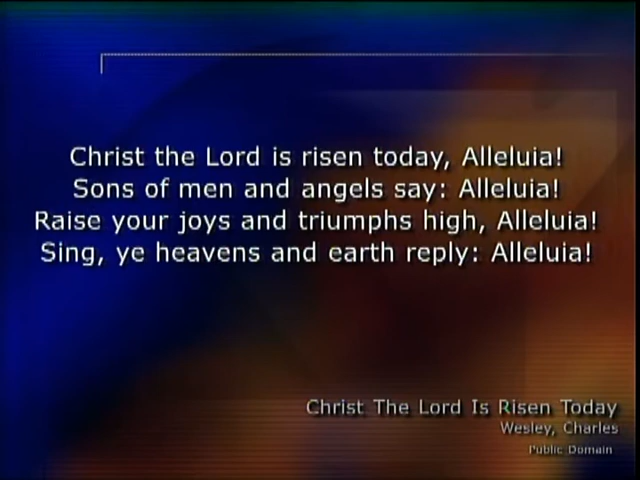 Christ the Lord is risen today, Alleluia!
Sons of men and angels say: Alleluia!
Raise your joys and triumphs high, Alleluia!
Sing, ye heavens and earth reply: Alleluia!
Christ The Lord Is Risen Today
Wesley, Charles
Public Domain